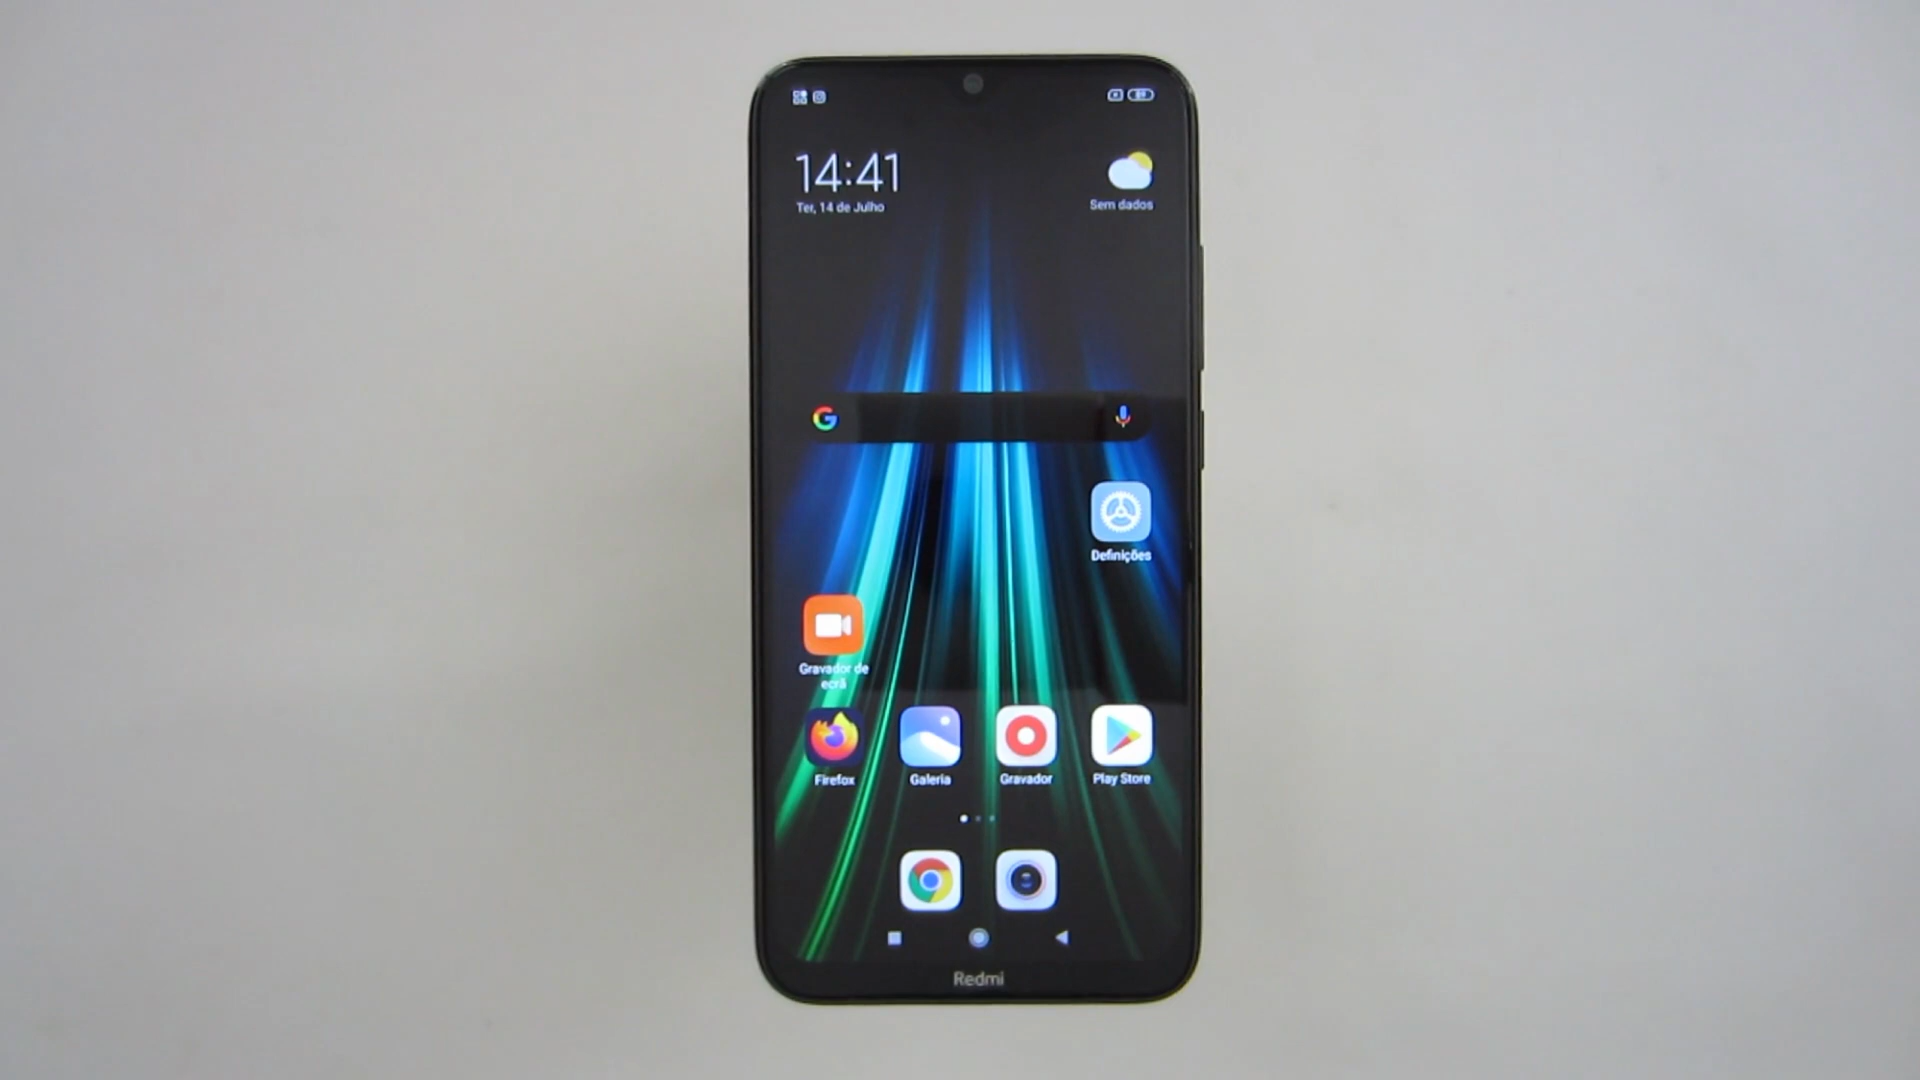 14:41
Ter, 14 de Julho
Sem dados
Definições
Gravador de
ecrã
Firefox
Galeria
Gravador
Play Store
Redmi